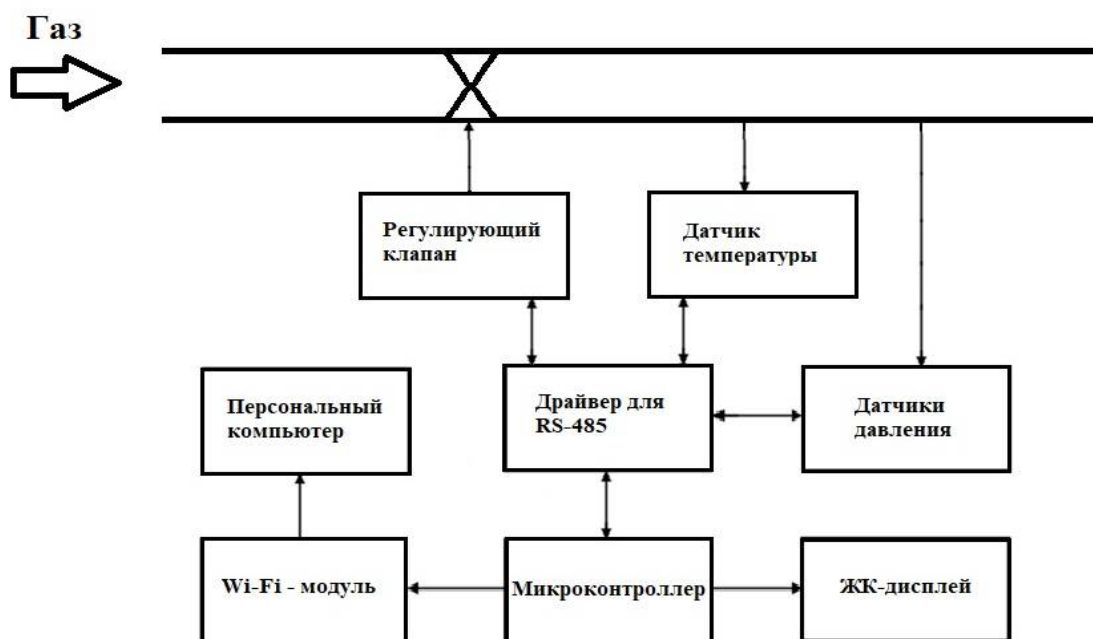 Газ
Регулирующий
клапан
Датчик
температуры
Персональный
компьютер
Драйвер для
RS-485
Датчики
давления
Wi-Fi - модуль
Микроконтроллер
ЖК-дисплей